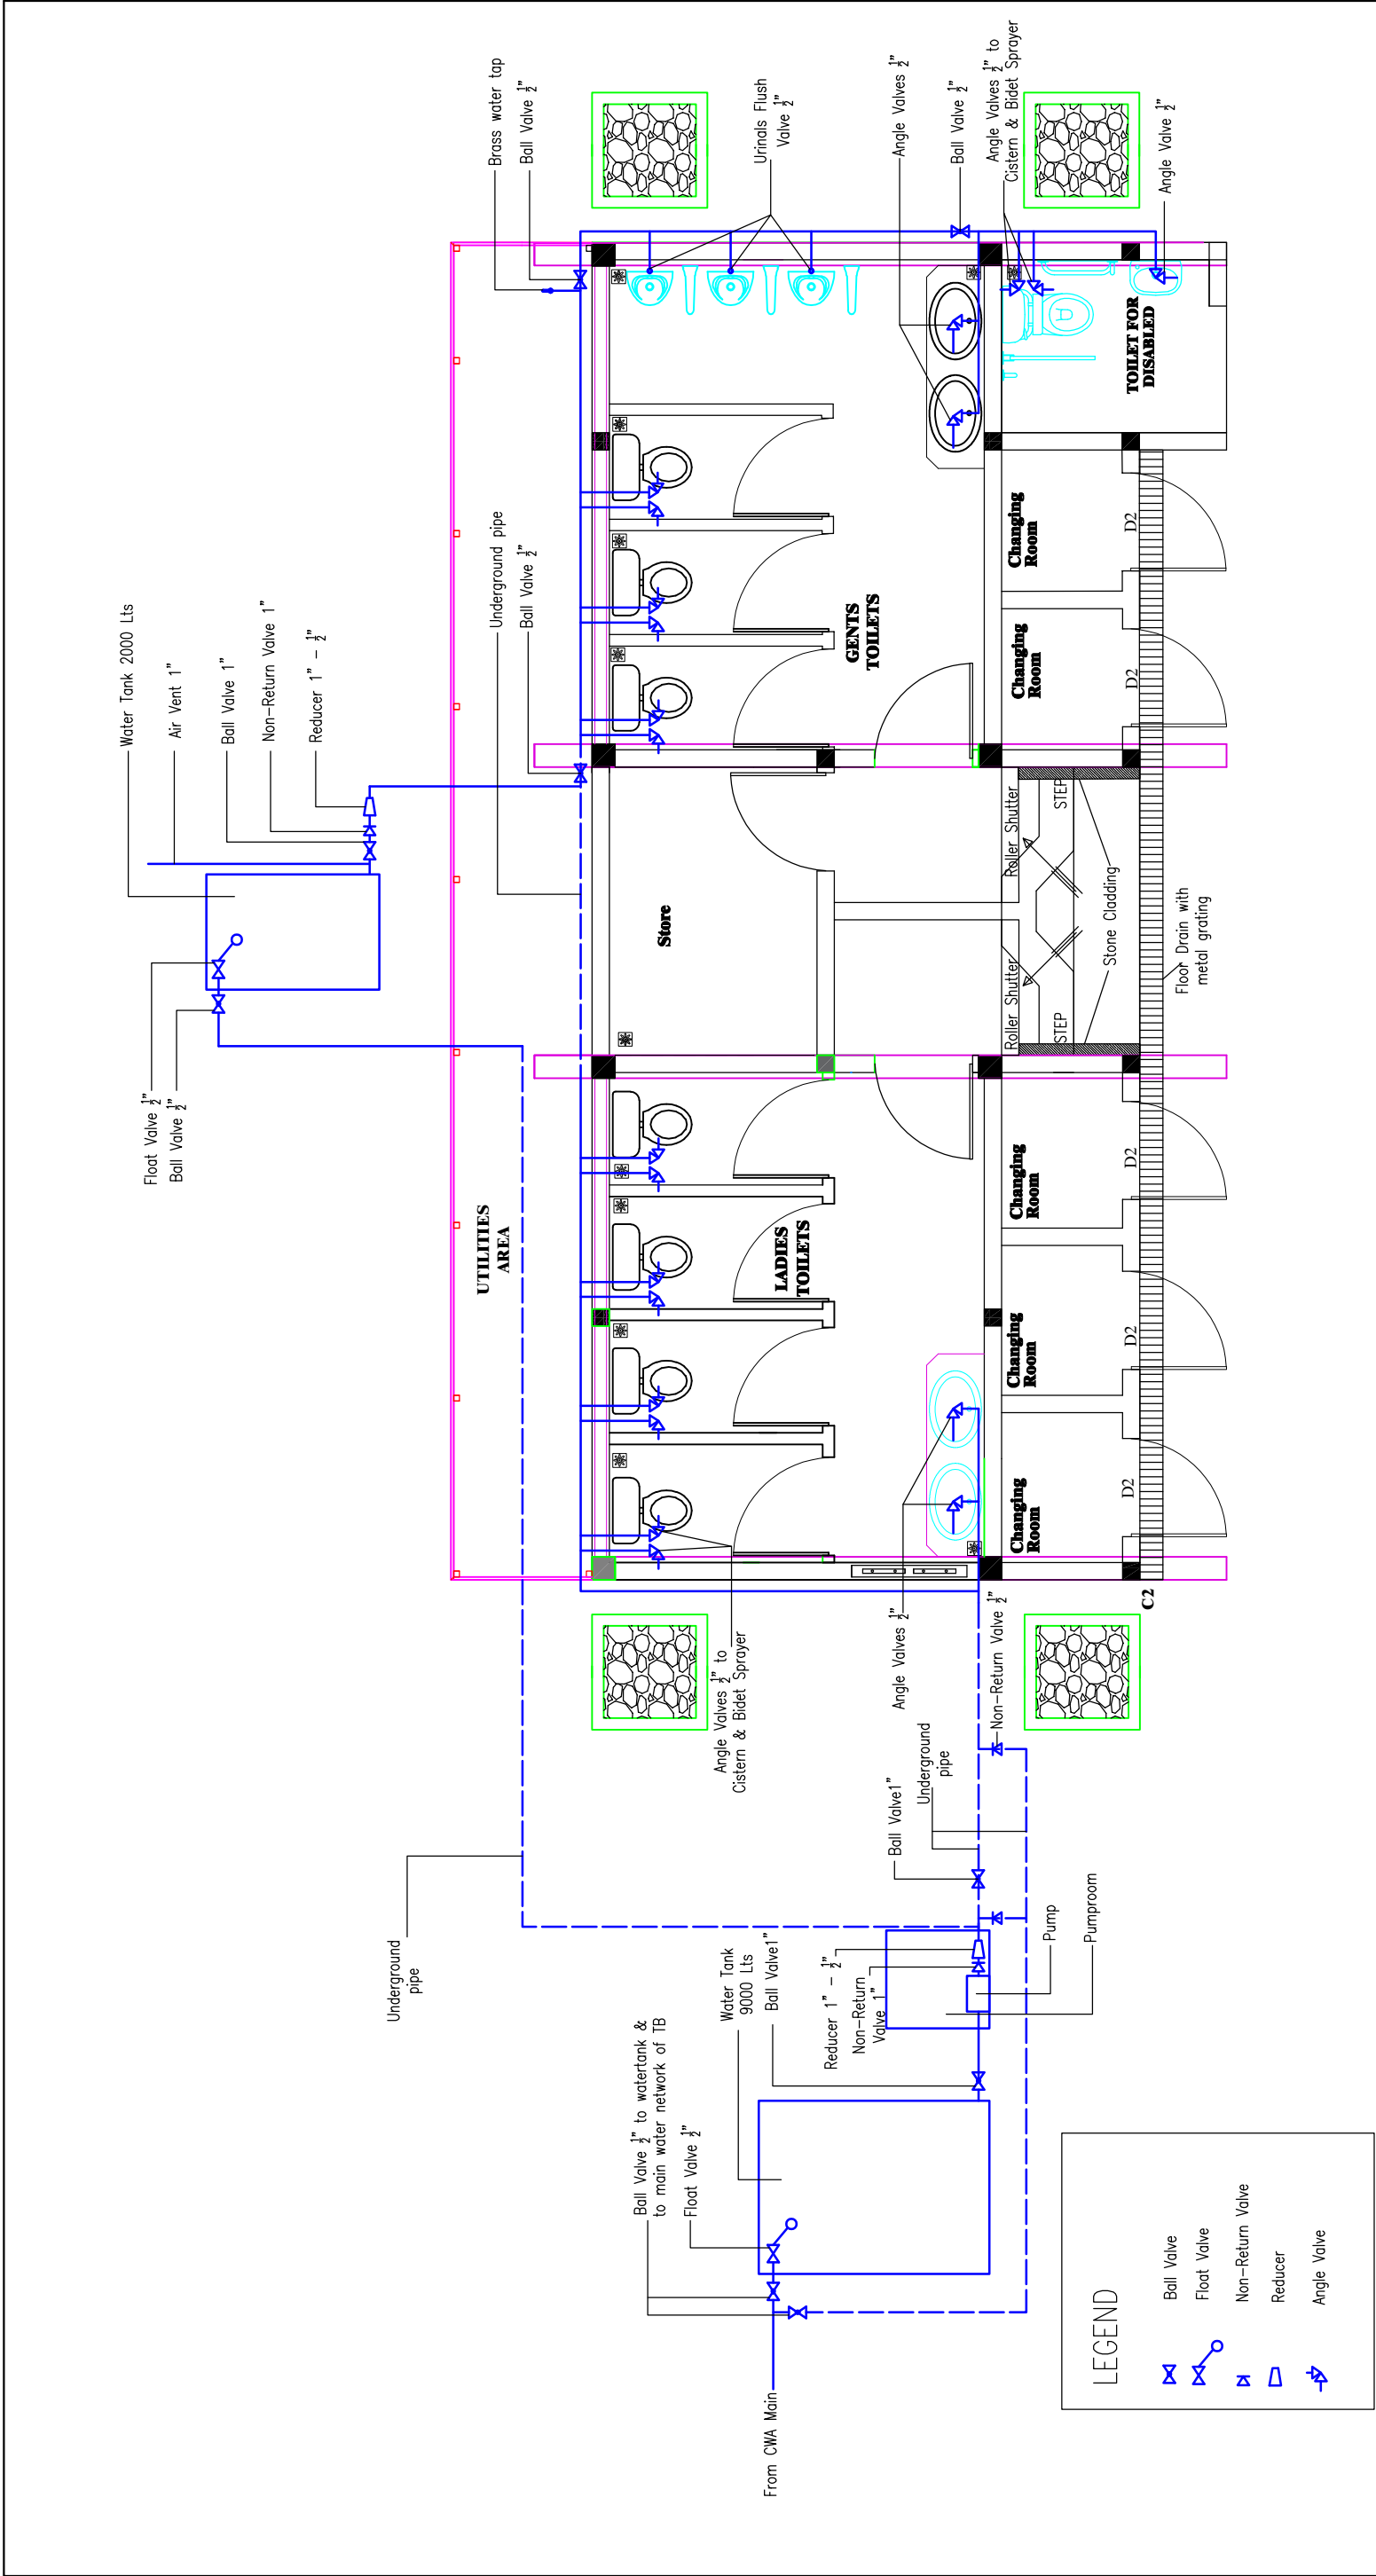 Water Tank 2000 Lts
Air Vent 1"
Ball Valve 1"
Non-Return Valve 1"
Reducer 1" - 1/2"
Float Valve 1/2"
Ball Valve 1/2"
Brass water tap
Ball Valve 1/2"
Underground pipe
Ball Valve 1/2"
Urinals Flush
Valve 1/2"
Angle Valves 1/2"
Ball Valve 1/2"
Angle Valves 1/2" to
Cistern & Bidet Sprayer
Angle Valve 1/2"
UTILITIES
AREA
Store
GENTS
TOILETS
LADIES
TOILETS
TOILET FOR
DISABLED
Changing
Room
Changing
Room
Changing
Room
Changing
Room
Changing
Room
D2
D2
D2
D2
D2
Roller Shutter
Roller Shutter
STEP
STEP
Stone Cladding
Floor Drain with
metal grating
C2
Angle Valves 1/2" to
Cistern & Bidet Sprayer
Angle Valves 1/2"
Non-Return Valve 1/2"
Underground
pipe
Ball Valve1"
Underground
pipe
Water Tank
9000 Lts
Ball Valve1"
Reducer 1" - 1/2"
Non-Return
Valve 1"
Pump
Pumproom
Ball Valve 1/2" to watertank &
to main water network of TB
Float Valve 1/2"
From CWA Main
LEGEND
Ball Valve
Float Valve
Non-Return Valve
Reducer
Angle Valve